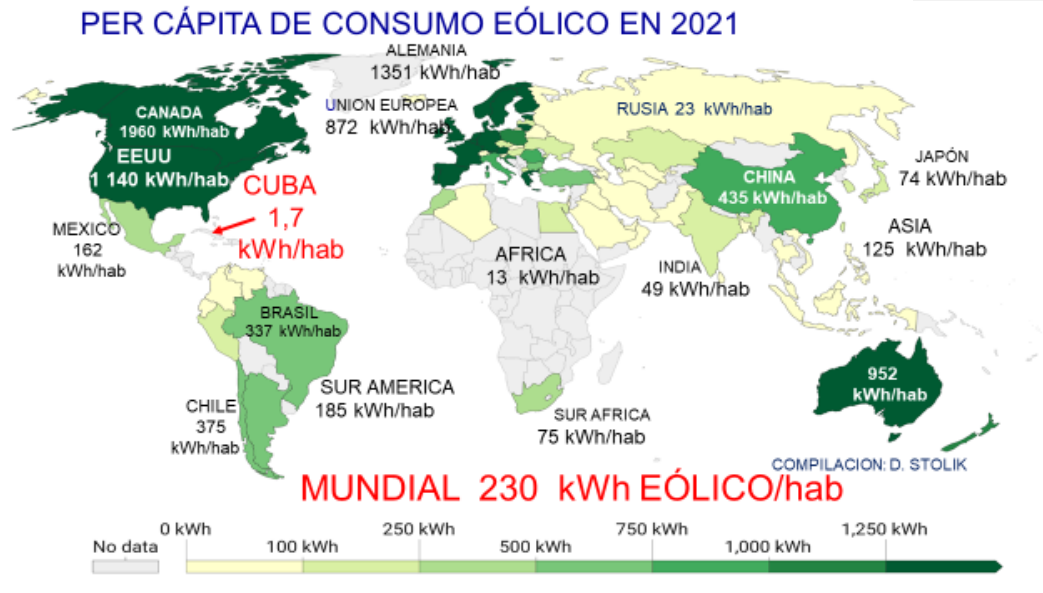 PER CÁPITA DE CONSUMO EÓLICO EN 2021
ALEMANIA
1351 kWh/hab
CANADA
1960 kWh/hab
UNION EUROPEA
872 kWh/hab
RUSIA 23 kWh/hab
EEUU
1 140 kWh/hab
CUBA
1,7
kWh/hab
CHINA
435 kWh/hab
JAPÓN
74 kWh/hab
MEXICO
162
kWh/hab
AFRICA
13 kWh/hab
INDIA
49 kWh/hab
ASIA
125 kWh/hab
BRASIL
337 kWh/hab
SUR AMERICA
185 kWh/hab
CHILE
375
kWh/hab
SUR AFRICA
75 kWh/hab
952
kWh/hab
COMPILACION: D. STOLIK
MUNDIAL 230 kWh EÓLICO/hab
No data
0 kWh
100 kWh
250 kWh
500 kWh
750 kWh
1,000 kWh
1,250 kWh